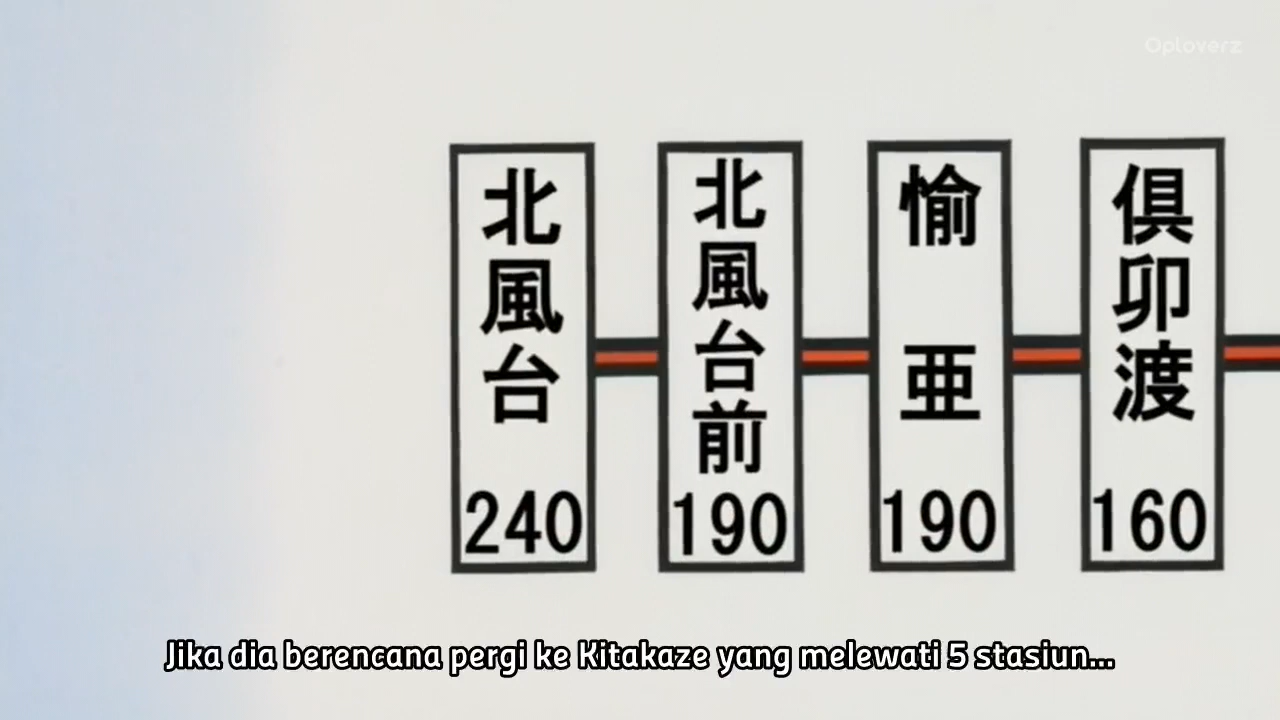 Oploverz
北風台
240
北風台前
190
愉亜
190
倶卯渡
160
Jika dia berencana pergi ke Kitakaze yang melewati 5 stasiun...